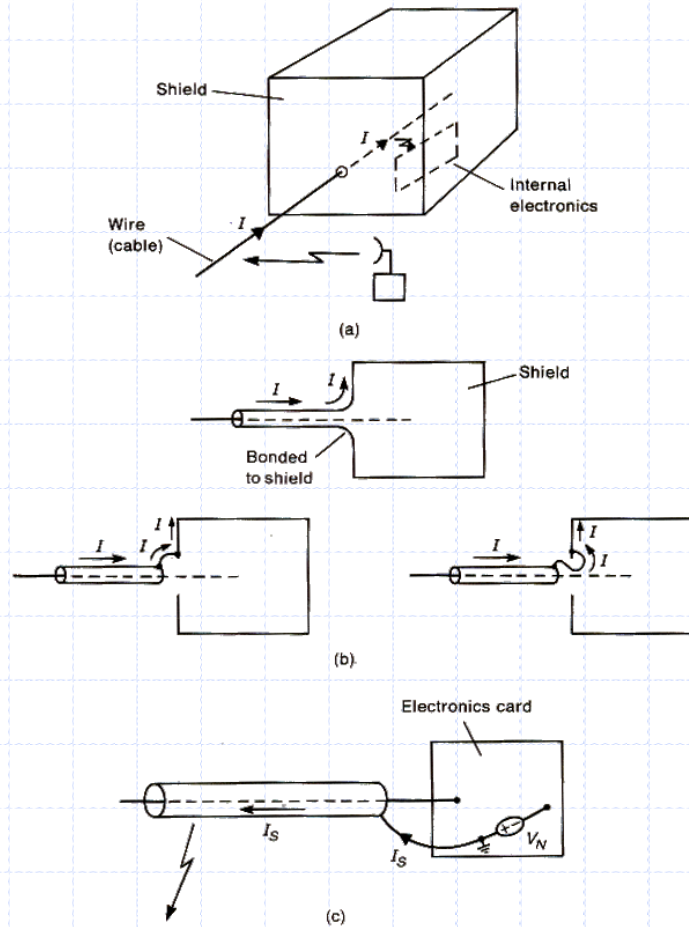 Shield
I
Internal
electronics
Wire
(cable)
I
(a)
I
I
Shield
Bonded
to shield
I
I
I
I
I
I
(b).
Electronics card
I_S
I_S
+ −
V_N
(c)